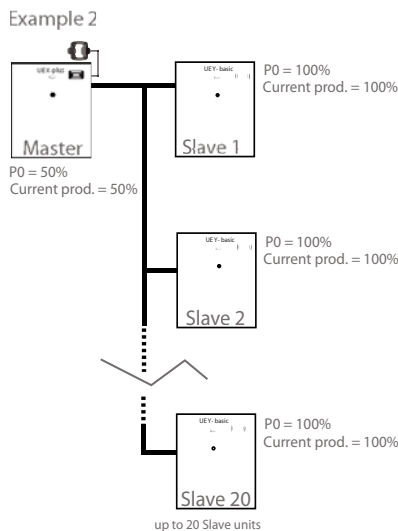 Example 2
UEX-plus
Master
P0 = 50%
Current prod. = 50%
UEY-basic
Slave 1
P0 = 100%
Current prod. = 100%
UEY-basic
Slave 2
P0 = 100%
Current prod. = 100%
UEY-basic
Slave 20
P0 = 100%
Current prod. = 100%
up to 20 Slave units